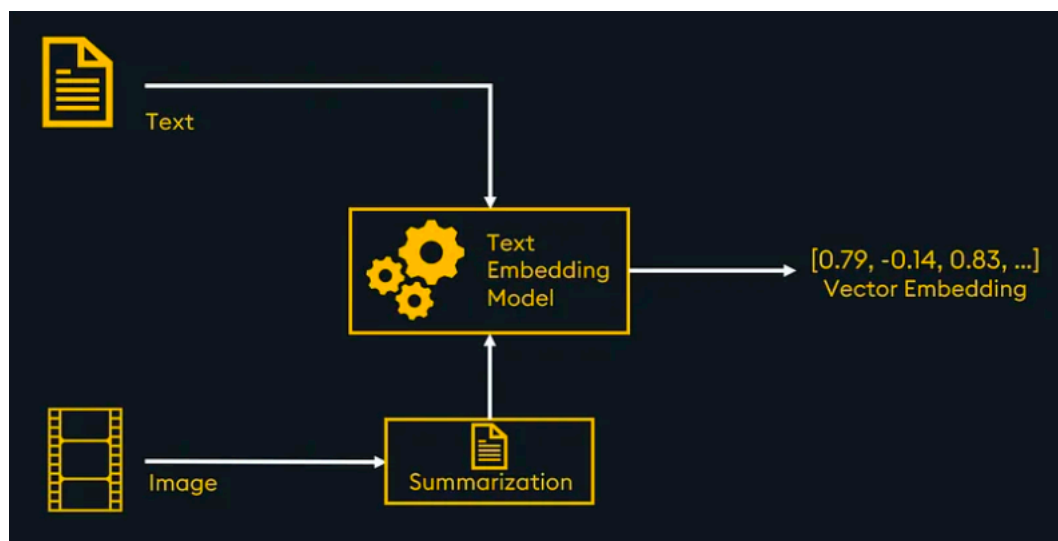 Text
Text
Embedding
Model
[0.79, -0.14, 0.83, ...]
Vector Embedding
Image
Summarization